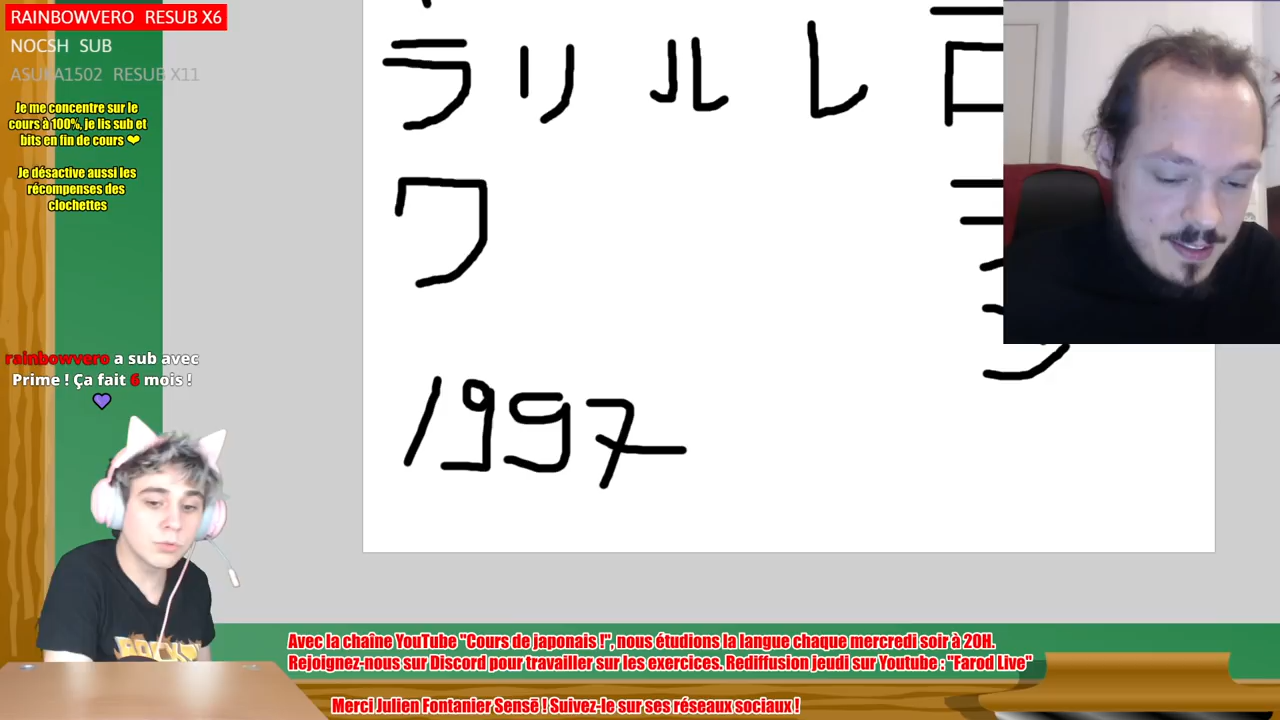 RAINBOWVERO RESUB X6
NOCSH SUB
ASUKA1502 RESUB X11
Je me concentre sur le
cours à 100%, je lis sub et
bits en fin de cours ❤
Je désactive aussi les
récompenses des
clochettes
ラ リ ル レ ロ
ワ
1997
rainbowvero a sub avec
Prime ! Ça fait 6 mois !
💜
Avec la chaîne YouTube "Cours de japonais !", nous étudions la langue chaque mercredi soir à 20H.
Rejoignez-nous sur Discord pour travailler sur les exercices. Rediffusion jeudi sur Youtube : "Farod Live"
Merci Julien Fontanier Sensē ! Suivez-le sur ses réseaux sociaux !